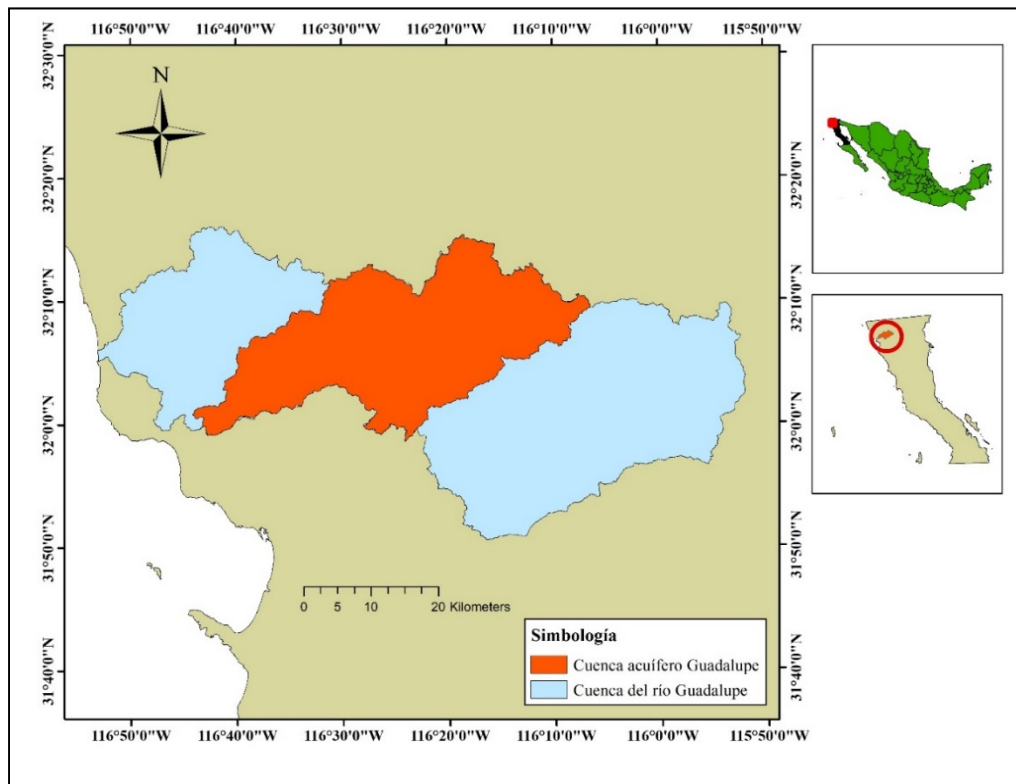 116°50'0"W 116°40'0"W 116°30'0"W 116°20'0"W 116°10'0"W 116°0'0"W 115°50'0"W
32°30'0"N
32°20'0"N
32°10'0"N
32°0'0"N
31°50'0"N
31°40'0"N
N
32°20'0"N
32°10'0"N
32°0'0"N
31°50'0"N
31°40'0"N
0 5 10 20 Kilometers
Simbología
Cuenca acuífero Guadalupe
Cuenca del río Guadalupe
116°50'0"W 116°40'0"W 116°30'0"W 116°20'0"W 116°10'0"W 116°0'0"W 115°50'0"W